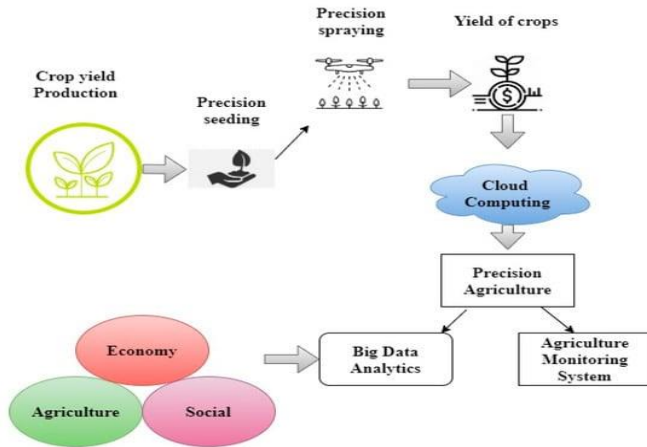 Precision
spraying
Yield of crops
Crop yield
Production
Precision
seeding
$
Cloud
Computing
Precision
Agriculture
Economy
Big Data
Analytics
Agriculture
Monitoring
System
Agriculture
Social